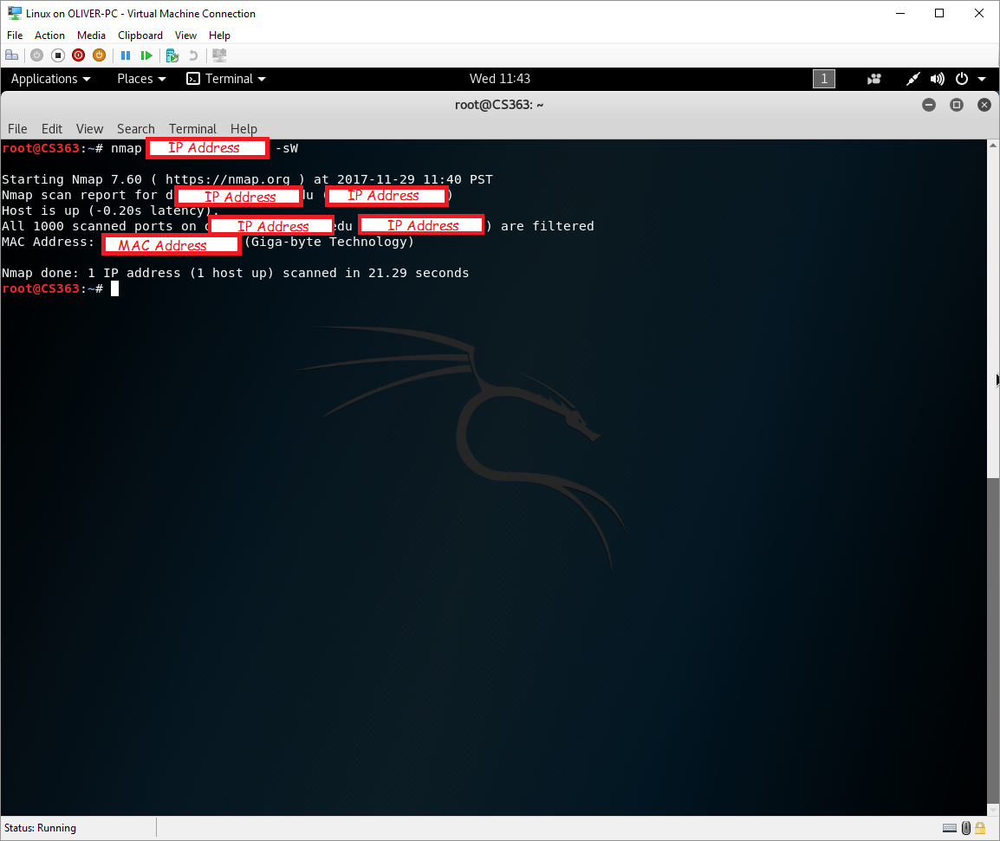 Linux on OLIVER-PC - Virtual Machine Connection
File Action Media Clipboard View Help
Applications Places Terminal Wed 11:43 1
root@CS363: ~
File Edit View Search Terminal Help
root@CS363:~# nmap IP Address -sW
Starting Nmap 7.60 ( https://nmap.org ) at 2017-11-29 11:40 PST
Nmap scan report for d IP Address du ( IP Address )
Host is up (-0.20s latency).
All 1000 scanned ports on IP Address edu IP Address ) are filtered
MAC Address: MAC Address (Giga-byte Technology)
Nmap done: 1 IP address (1 host up) scanned in 21.29 seconds
root@CS363:~#
Status: Running